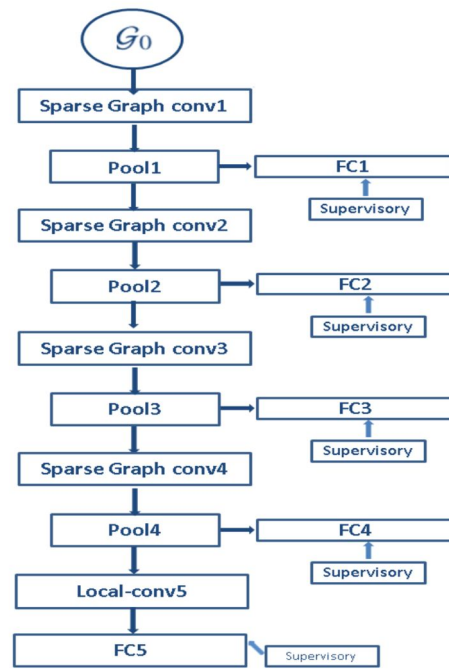 𝒢0
Sparse Graph conv1
Pool1
FC1
Supervisory
Sparse Graph conv2
Pool2
FC2
Supervisory
Sparse Graph conv3
Pool3
FC3
Supervisory
Sparse Graph conv4
Pool4
FC4
Supervisory
Local-conv5
FC5
Supervisory